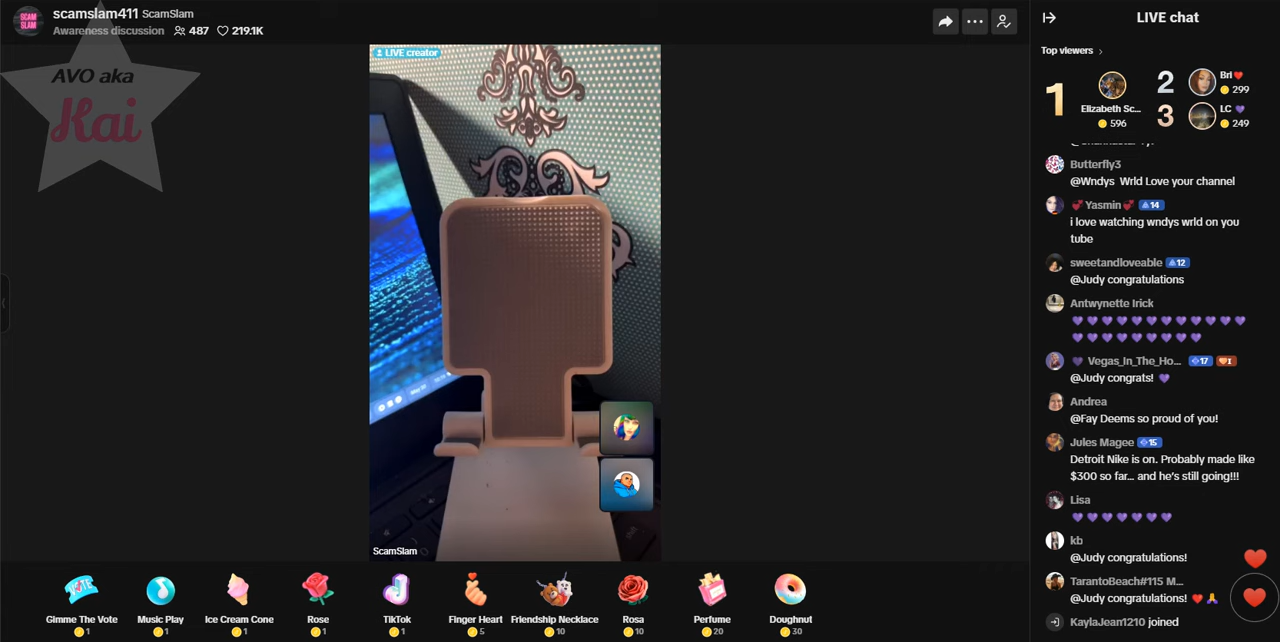 scamslam411 ScamSlam
Awareness discussion 487 219.1K
SCAM
SLAM
AVO aka
Kai
LIVE creator
ScamSlam
Gimme The Vote
1
Music Play
1
Ice Cream Cone
1
Rose
1
TikTok
1
Finger Heart
5
Friendship Necklace
10
Rosa
10
Perfume
20
Doughnut
30
LIVE chat
Top viewers
1
Elizabeth Sc...
596
2
Bri
299
3
LC
249
Butterfly3
@Wndys Wrld Love your channel
Yasmin 14
i love watching wndys wrld on you
tube
sweetandloveable 12
@Judy congratulations
Antwynette Irick
Vegas_In_The_Ho... 17 I
@Judy congrats!
Andrea
@Fay Deems so proud of you!
Jules Magee 15
Detroit Nike is on. Probably made like
$300 so far... and he's still going!!!
Lisa
kb
@Judy congratulations!
TarantoBeach#115 M...
@Judy congratulations!
KaylaJean1210 joined